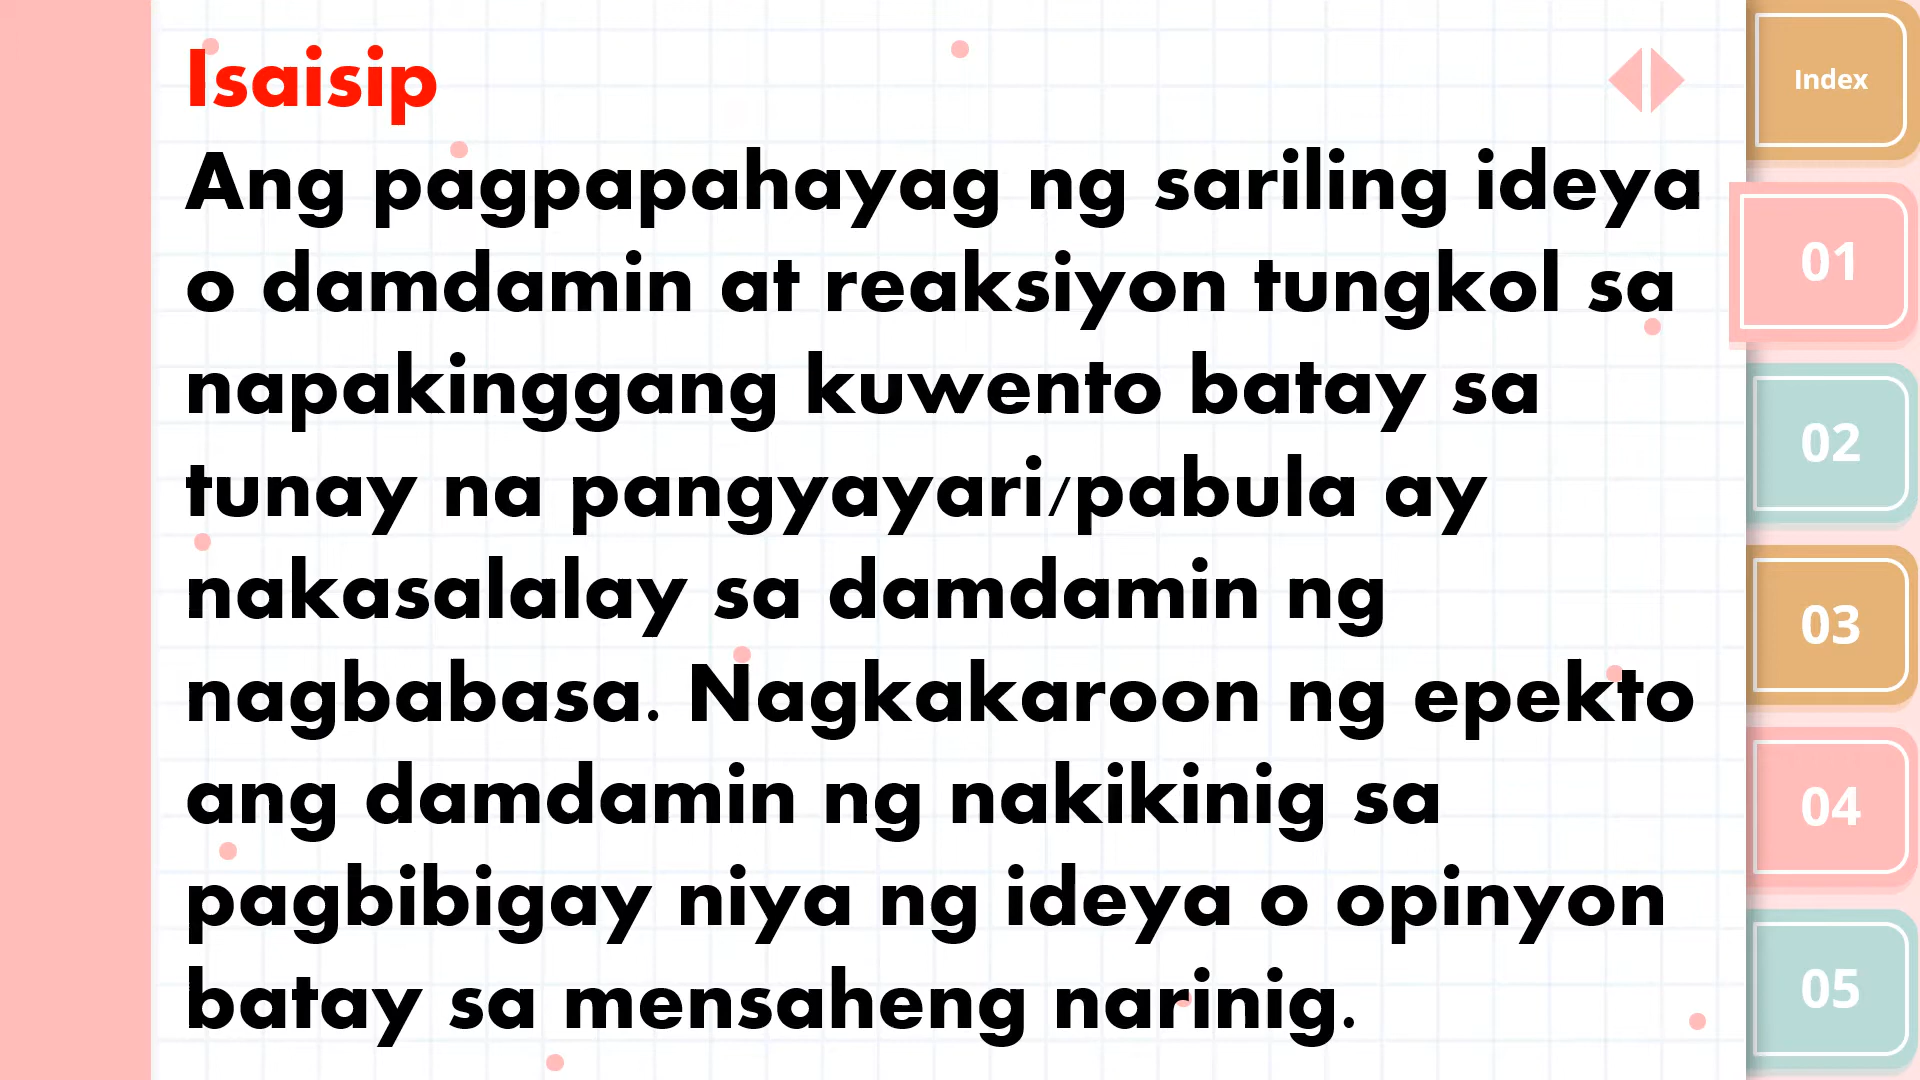 Isaisip
Ang pagpapahayag ng sariling ideya
o damdamin at reaksiyon tungkol sa
napakinggang kuwento batay sa
tunay na pangyayari/pabula ay
nakasalalay sa damdamin ng
nagbabasa. Nagkakaroon ng epekto
ang damdamin ng nakikinig sa
pagbibigay niya ng ideya o opinyon
batay sa mensaheng narinig.
Index
01
02
03
04
05